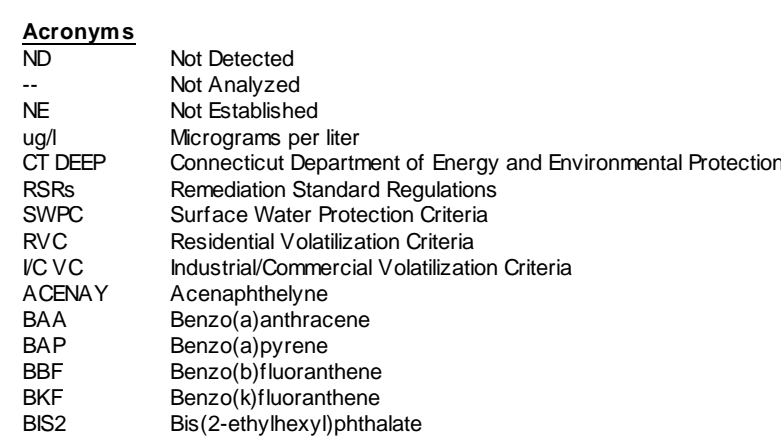 Acronyms
ND Not Detected
-- Not Analyzed
NE Not Established
ug/l Micrograms per liter
CT DEEP Connecticut Department of Energy and Environmental Protection
RSRs Remediation Standard Regulations
SWPC Surface Water Protection Criteria
RVC Residential Volatilization Criteria
I/C VC Industrial/Commercial Volatilization Criteria
ACENAY Acenaphthelyne
BAA Benzo(a)anthracene
BAP Benzo(a)pyrene
BBF Benzo(b)fluoranthene
BKF Benzo(k)fluoranthene
BIS2 Bis(2-ethylhexyl)phthalate